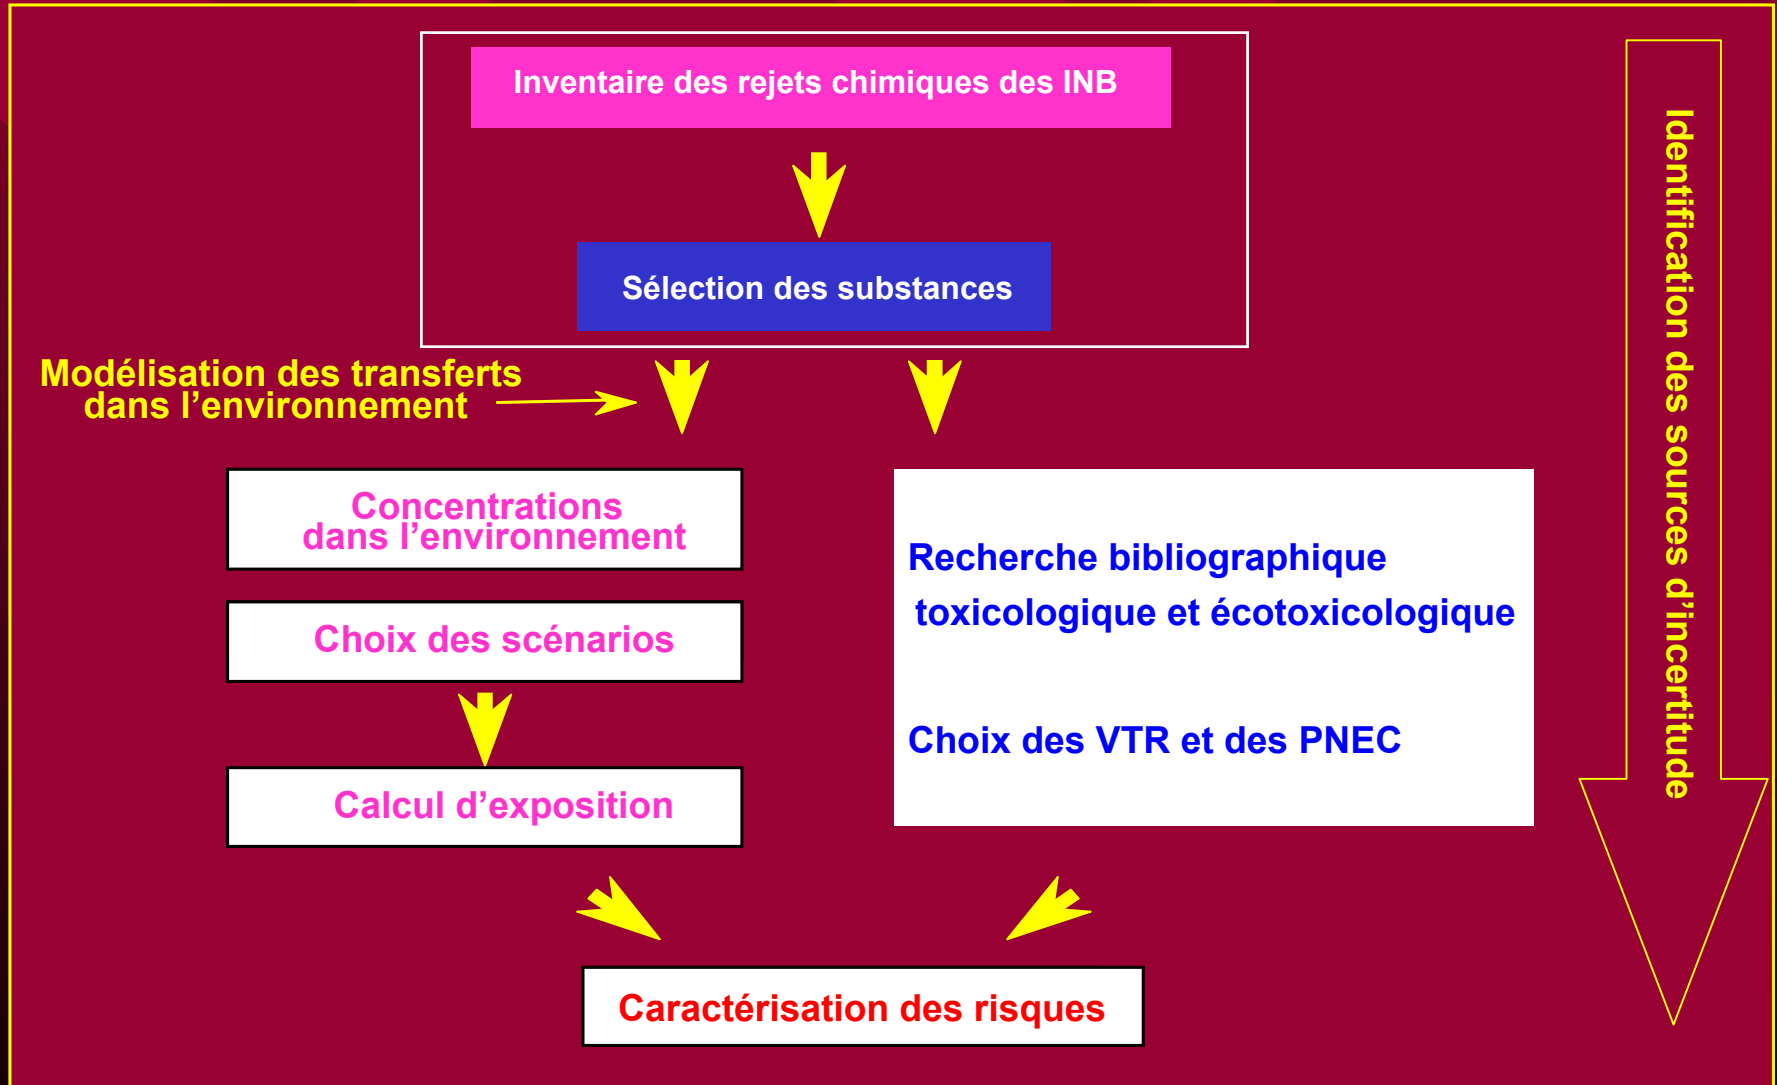 Inventaire des rejets chimiques des INB
Sélection des substances
Modélisation des transferts
dans l’environnement
Concentrations
dans l’environnement
Choix des scénarios
Calcul d’exposition
Recherche bibliographique
toxicologique et écotoxicologique
Choix des VTR et des PNEC
Caractérisation des risques
Identification des sources d’incertitude